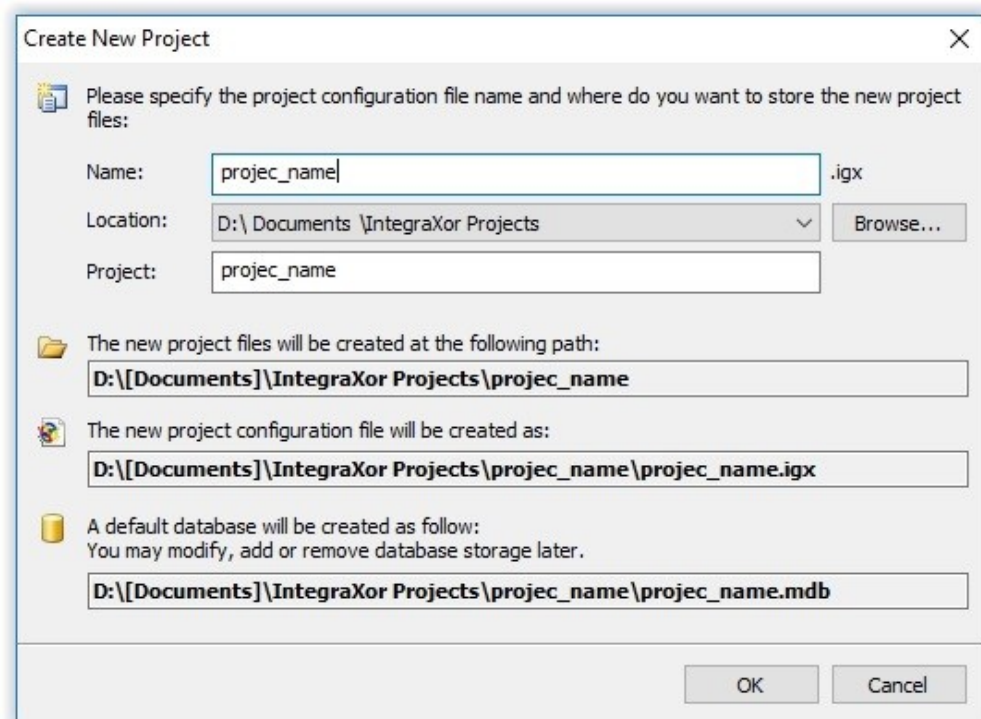 Create New Project
Please specify the project configuration file name and where do you want to store the new project
files:
Name: projec_name .igx
Location: D:\ Documents \IntegraXor Projects Browse...
Project: projec_name
The new project files will be created at the following path:
D:\[Documents]\IntegraXor Projects\projec_name
The new project configuration file will be created as:
D:\[Documents]\IntegraXor Projects\projec_name\projec_name.igx
A default database will be created as follow:
You may modify, add or remove database storage later.
D:\[Documents]\IntegraXor Projects\projec_name\projec_name.mdb
OK Cancel